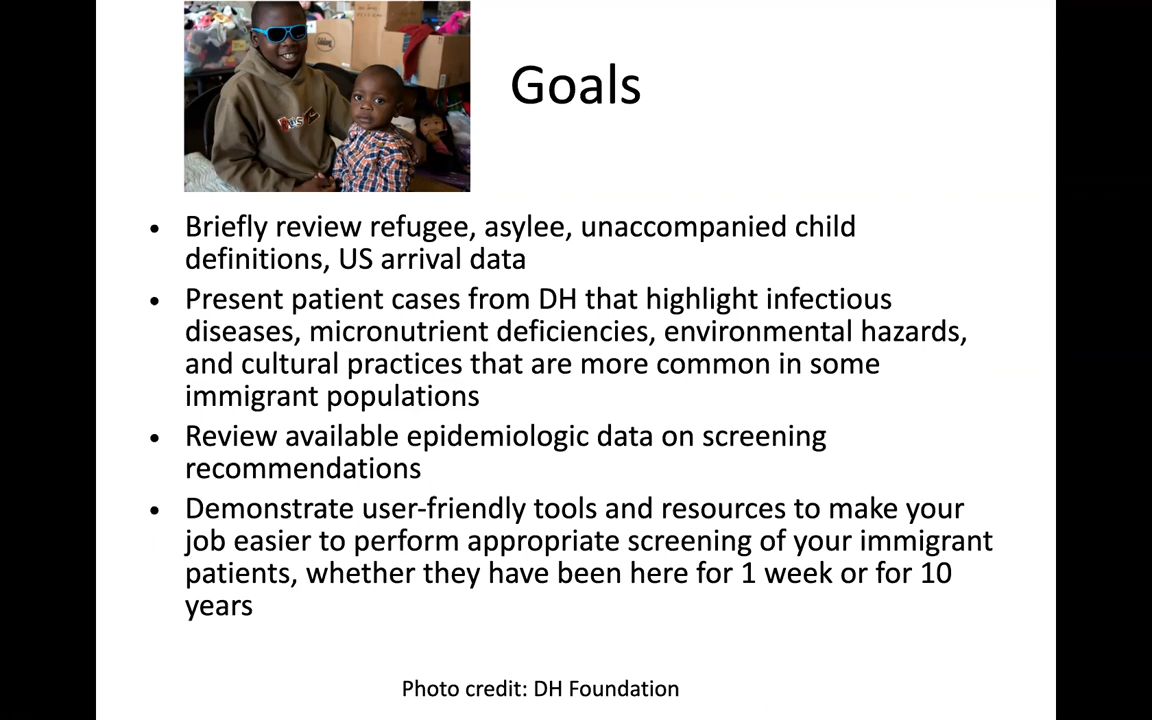 Goals
• Briefly review refugee, asylee, unaccompanied child
definitions, US arrival data
• Present patient cases from DH that highlight infectious
diseases, micronutrient deficiencies, environmental hazards,
and cultural practices that are more common in some
immigrant populations
• Review available epidemiologic data on screening
recommendations
• Demonstrate user-friendly tools and resources to make your
job easier to perform appropriate screening of your immigrant
patients, whether they have been here for 1 week or for 10
years
Photo credit: DH Foundation